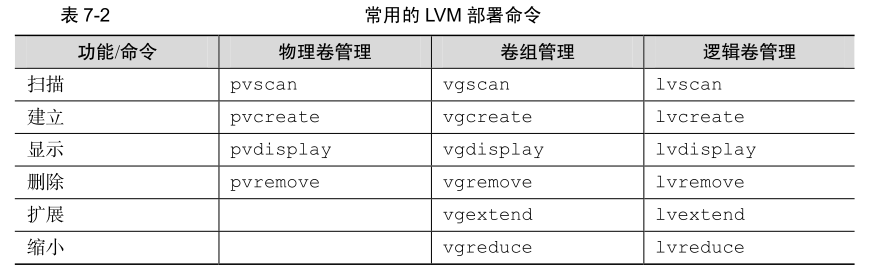 表 7-2 常用的 LVM 部署命令
功能/命令 物理卷管理 卷组管理 逻辑卷管理
扫描 pvscan vgscan lvscan
建立 pvcreate vgcreate lvcreate
显示 pvdisplay vgdisplay lvdisplay
删除 pvremove vgremove lvremove
扩展 vgextend lvextend
缩小 vgreduce lvreduce